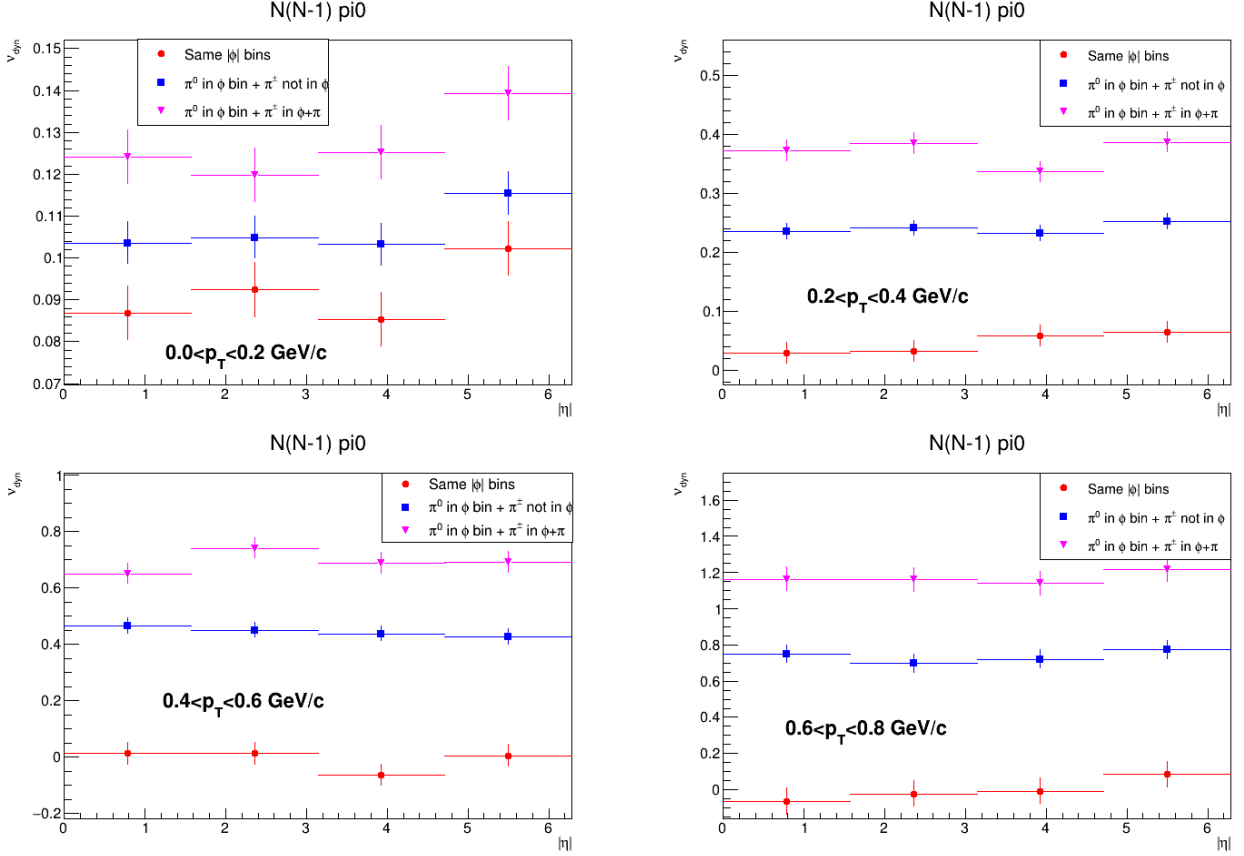 N(N-1) pi0
ν_dyn
0.15
0.14
0.13
0.12
0.11
0.1
0.09
0.08
0.07
Same |ϕ| bins
π⁰ in ϕ bin + π± not in ϕ
π⁰ in ϕ bin + π± in ϕ+π
0.0<p_T<0.2 GeV/c
0 1 2 3 4 5 6
|η|
N(N-1) pi0
ν_dyn
0.5
0.4
0.3
0.2
0.1
0
Same |ϕ| bins
π⁰ in ϕ bin + π± not in ϕ
π⁰ in ϕ bin + π± in ϕ+π
0.2<p_T<0.4 GeV/c
0 1 2 3 4 5 6
|η|
N(N-1) pi0
ν_dyn
1
0.8
0.6
0.4
0.2
0
−0.2
Same |ϕ| bins
π⁰ in ϕ bin + π± not in ϕ
π⁰ in ϕ bin + π± in ϕ+π
0.4<p_T<0.6 GeV/c
0 1 2 3 4 5 6
|η|
N(N-1) pi0
ν_dyn
1.6
1.4
1.2
1
0.8
0.6
0.4
0.2
0
Same |ϕ| bins
π⁰ in ϕ bin + π± not in ϕ
π⁰ in ϕ bin + π± in ϕ+π
0.6<p_T<0.8 GeV/c
0 1 2 3 4 5 6
|η|